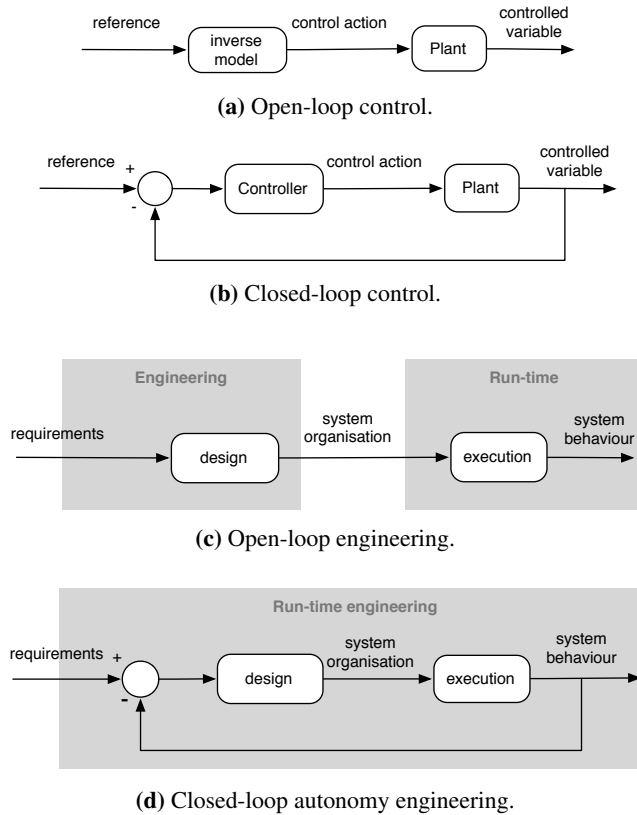 reference
inverse
model
control action
Plant
controlled
variable
(a) Open-loop control.
reference
+
-
Controller
control action
Plant
controlled
variable
(b) Closed-loop control.
Engineering
Run-time
requirements
design
system
organisation
execution
system
behaviour
(c) Open-loop engineering.
Run-time engineering
requirements
+
-
design
system
organisation
execution
system
behaviour
(d) Closed-loop autonomy engineering.